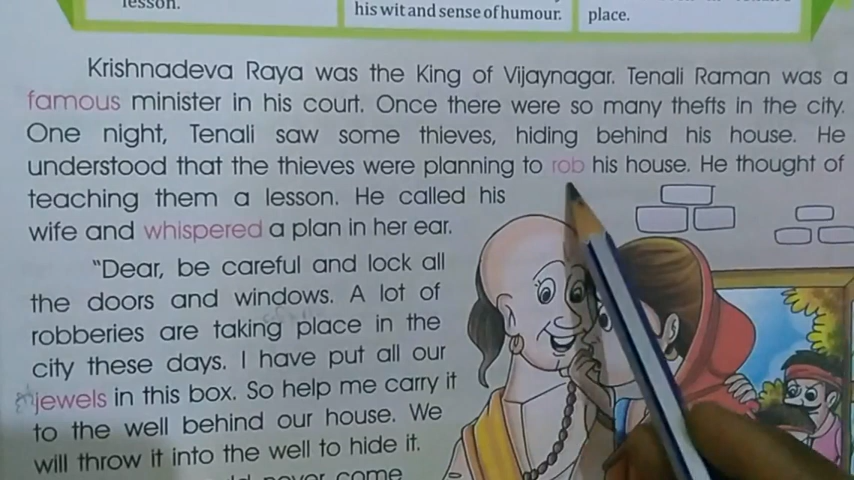 lesson.
his wit and sense of humour.
place.
Krishnadeva Raya was the King of Vijaynagar. Tenali Raman was a
famous minister in his court. Once there were so many thefts in the city.
One night, Tenali saw some thieves, hiding behind his house. He
understood that the thieves were planning to rob his house. He thought of
teaching them a lesson. He called his
wife and whispered a plan in her ear.
"Dear, be careful and lock all
the doors and windows. A lot of
robberies are taking place in the
city these days. I have put all our
jewels in this box. So help me carry it
to the well behind our house. We
will throw it into the well to hide it.
never come